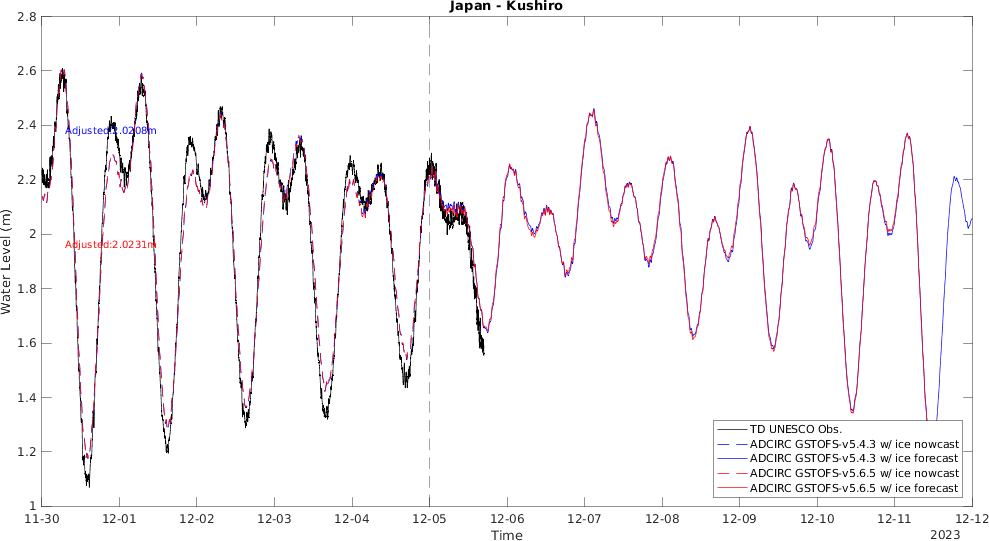 Japan - Kushiro
2.8
2.6
2.4
2.2
2
1.8
1.6
1.4
1.2
1
Water Level (m)
Adjusted:2.0208m
Adjusted:2.0231m
TD UNESCO Obs.
ADCIRC GSTOFS-v5.4.3 w/ ice nowcast
ADCIRC GSTOFS-v5.4.3 w/ ice forecast
ADCIRC GSTOFS-v5.6.5 w/ ice nowcast
ADCIRC GSTOFS-v5.6.5 w/ ice forecast
11-30 12-01 12-02 12-03 12-04 12-05 12-06 12-07 12-08 12-09 12-10 12-11 12-12
Time
2023